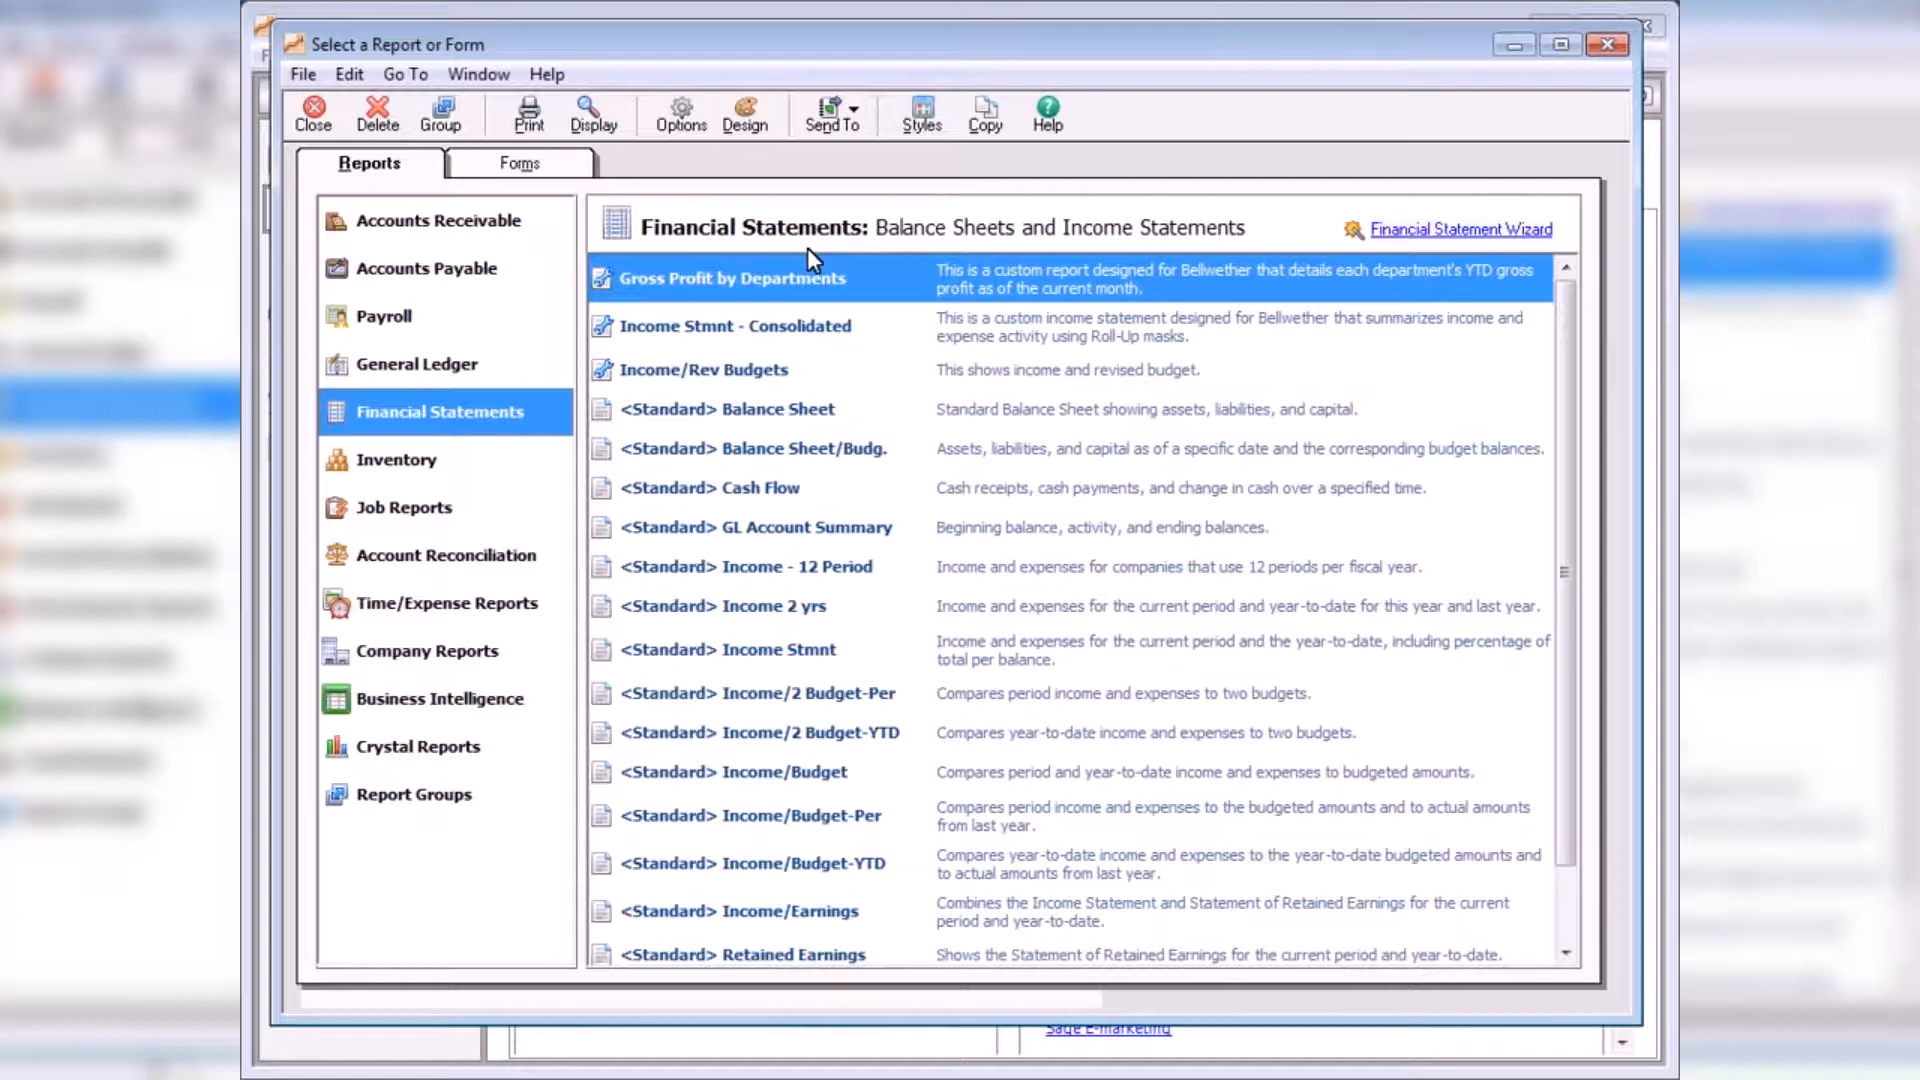 Select a Report or Form
File Edit Go To Window Help
Close Delete Group Print Display Options Design Send To Styles Copy Help
Reports Forms
Accounts Receivable
Accounts Payable
Payroll
General Ledger
Financial Statements
Inventory
Job Reports
Account Reconciliation
Time/Expense Reports
Company Reports
Business Intelligence
Crystal Reports
Report Groups
Financial Statements: Balance Sheets and Income Statements
Financial Statement Wizard
Gross Profit by Departments
This is a custom report designed for Bellwether that details each department's YTD gross
profit as of the current month.
Income Stmnt - Consolidated
This is a custom income statement designed for Bellwether that summarizes income and
expense activity using Roll-Up masks.
Income/Rev Budgets
This shows income and revised budget.
<Standard> Balance Sheet
Standard Balance Sheet showing assets, liabilities, and capital.
<Standard> Balance Sheet/Budg.
Assets, liabilities, and capital as of a specific date and the corresponding budget balances.
<Standard> Cash Flow
Cash receipts, cash payments, and change in cash over a specified time.
<Standard> GL Account Summary
Beginning balance, activity, and ending balances.
<Standard> Income - 12 Period
Income and expenses for companies that use 12 periods per fiscal year.
<Standard> Income 2 yrs
Income and expenses for the current period and year-to-date for this year and last year.
<Standard> Income Stmnt
Income and expenses for the current period and the year-to-date, including percentage of
total per balance.
<Standard> Income/2 Budget-Per
Compares period income and expenses to two budgets.
<Standard> Income/2 Budget-YTD
Compares year-to-date income and expenses to two budgets.
<Standard> Income/Budget
Compares period and year-to-date income and expenses to budgeted amounts.
<Standard> Income/Budget-Per
Compares period income and expenses to the budgeted amounts and to actual amounts
from last year.
<Standard> Income/Budget-YTD
Compares year-to-date income and expenses to the year-to-date budgeted amounts and
to actual amounts from last year.
<Standard> Income/Earnings
Combines the Income Statement and Statement of Retained Earnings for the current
period and year-to-date.
<Standard> Retained Earnings
Shows the Statement of Retained Earnings for the current period and year-to-date.
Sage E-marketing